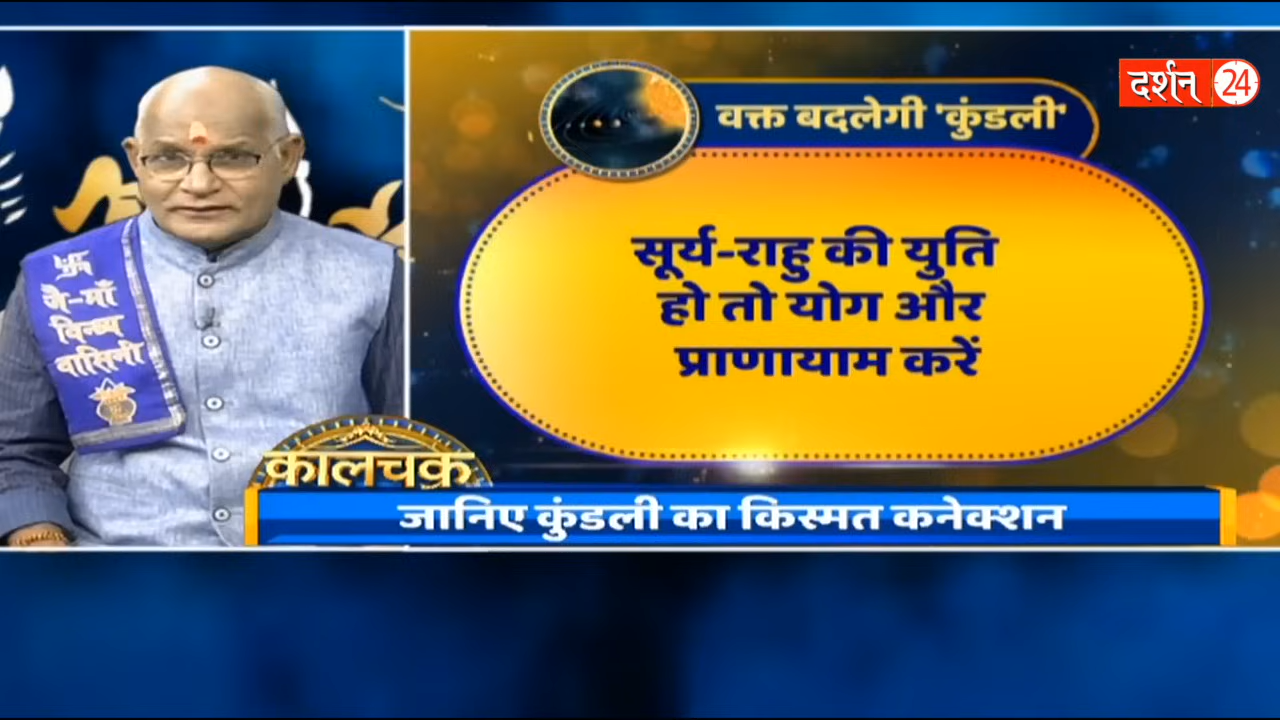 दर्शन 24
वक्त बदलेगी 'कुंडली'
सूर्य-राहु की युति
हो तो योग और
प्राणायाम करें
जै-माँ
विन्ध्य
वासिनी
कालचक्र
जानिए कुंडली का किस्मत कनेक्शन